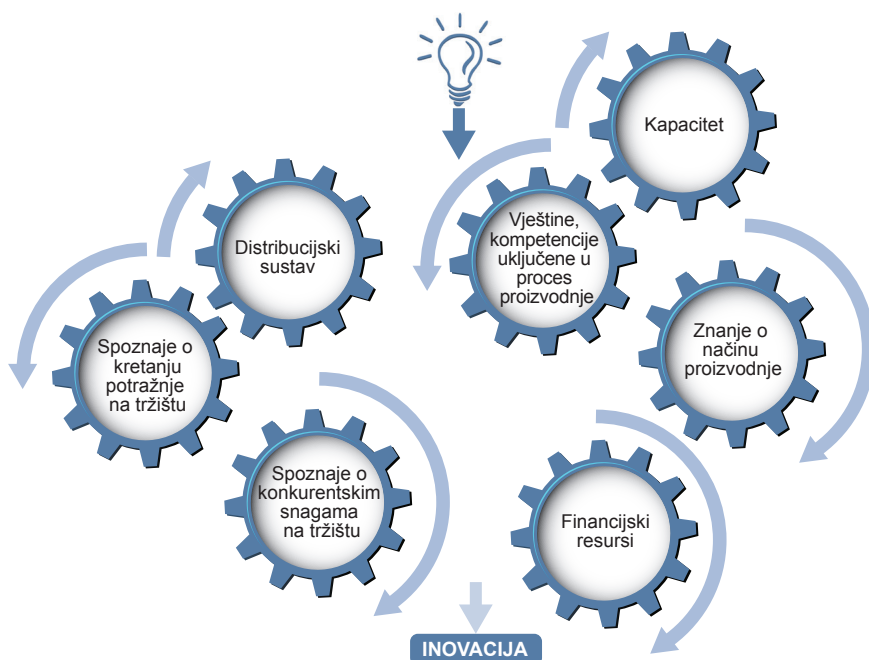 Kapacitet
Vještine,
kompetencije
uključene u
proces
proizvodnje
Distribucijski
sustav
Znanje o
načinu
proizvodnje
Spoznaje o
kretanju
potražnje
na tržištu
Spoznaje o
konkurentskim
snagama
na tržištu
Financijski
resursi
INOVACIJA